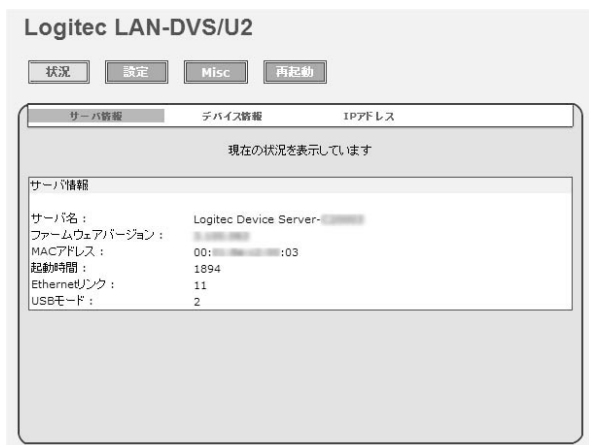 Logitec LAN-DVS/U2
状況 設定 Misc 再起動
サーバ情報 デバイス情報 IPアドレス
現在の状況を表示しています
サーバ情報
サーバ名： Logitec Device Server-
ファームウェアバージョン：
MACアドレス： 00: :03
起動時間： 1894
Ethernetリンク： 11
USBモード： 2